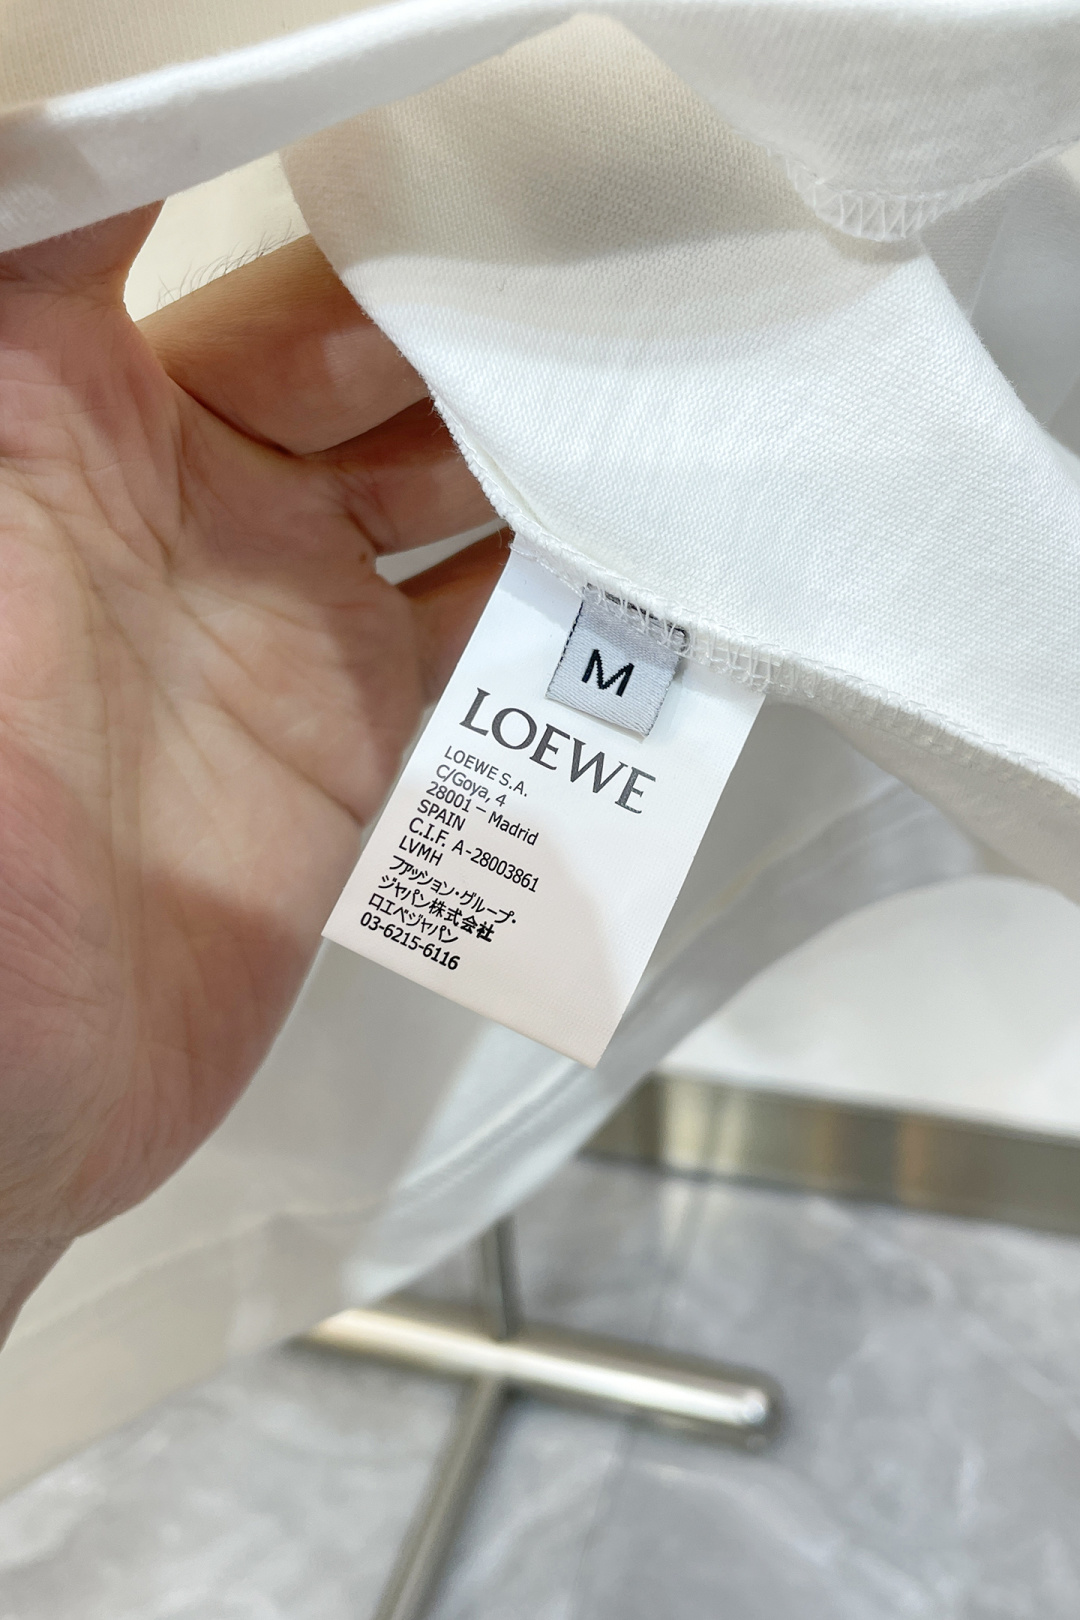 M
LOEWE
LOEWE S.A.
C/Goya, 4
28001 – Madrid
SPAIN
C.I.F. A-28003861
LVMH
ファッション・グループ・
ジャパン株式会社
ロエベジャパン
03-6215-6116